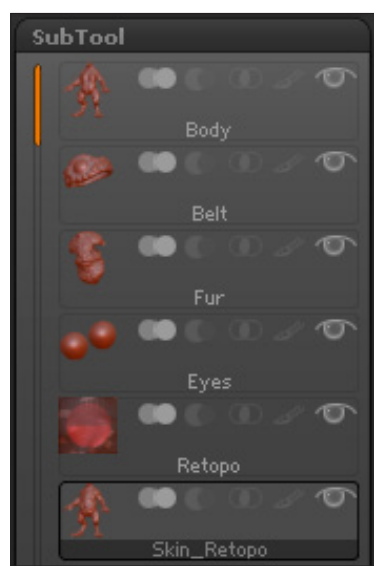 SubTool
Body
Belt
Fur
Eyes
Retopo
Skin_Retopo